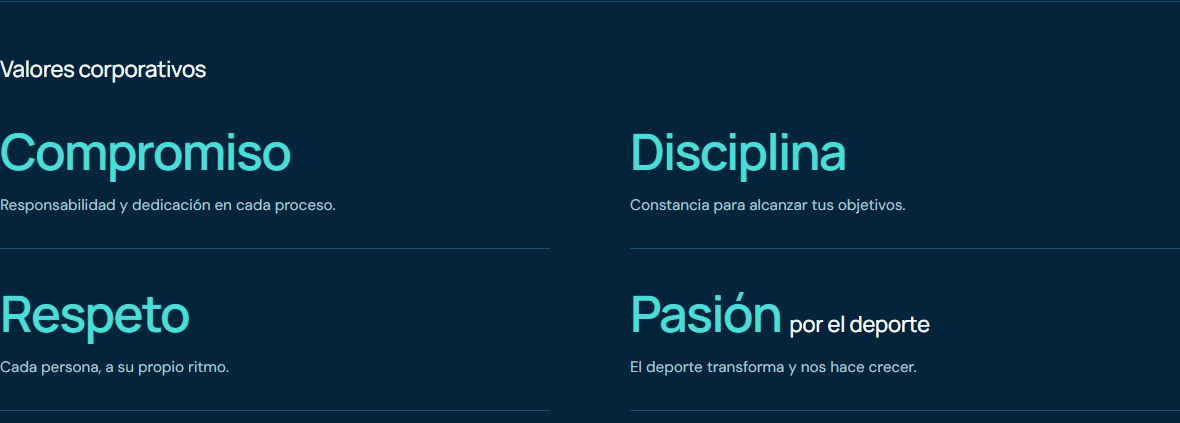 Valores corporativos
Compromiso
Responsabilidad y dedicación en cada proceso.
Disciplina
Constancia para alcanzar tus objetivos.
Respeto
Cada persona, a su propio ritmo.
Pasión por el deporte
El deporte transforma y nos hace crecer.